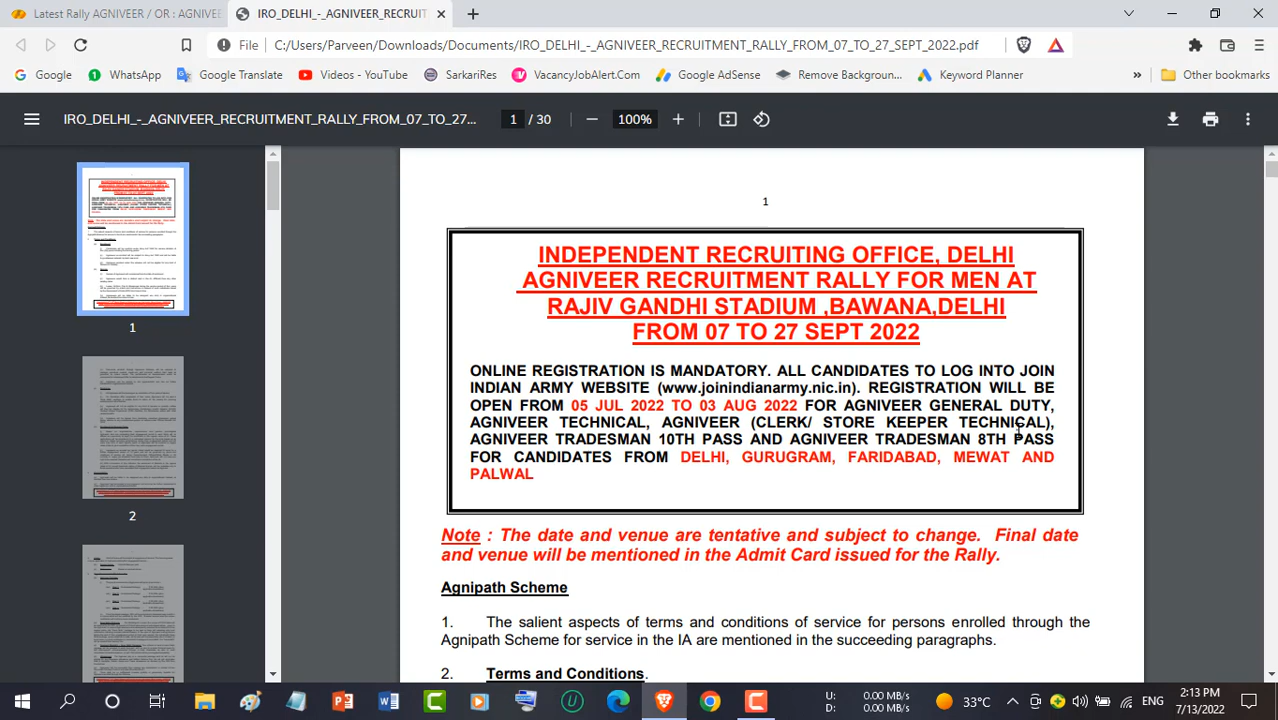 Latest Rally AGNIVEER / OR : AGNIVE
IRO_DELHI_-_AGNIVEER_RECRUIT
File
C:/Users/Parveen/Downloads/Documents/IRO_DELHI_-_AGNIVEER_RECRUITMENT_RALLY_FROM_07_TO_27_SEPT_2022.pdf
Google
WhatsApp
Google Translate
Videos - YouTube
SarkariRes
VacancyJobAlert.Com
Google AdSense
Remove Backgroun...
Keyword Planner
»
Other bookmarks
IRO_DELHI_-_AGNIVEER_RECRUITMENT_RALLY_FROM_07_TO_27...
1 / 30
100%
1
INDEPENDENT RECRUITING OFFICE, DELHI
AGNIVEER RECRUITMENT RALLY FOR MEN AT
RAJIV GANDHI STADIUM ,BAWANA,DELHI
FROM 07 TO 27 SEPT 2022
ONLINE REGISTRATION IS MANDATORY. ALL CANDIDATES TO LOG INTO JOIN
INDIAN ARMY WEBSITE (www.joinindianarmy.nic.in). REGISTRATION WILL BE
OPEN FROM 05 JUL 2022 TO 03 AUG 2022 FOR AGNIVEER GENERAL DUTY,
AGNIVEER TECHNICAL, AGNIVEER (CLERK/ STORE KEEPER TECHNICAL),
AGNIVEER TRADESMAN 10TH PASS AND AGNIVEER TRADESMAN 8TH PASS
FOR CANDIDATES FROM DELHI, GURUGRAM, FARIDABAD, MEWAT AND
PALWAL
Note : The date and venue are tentative and subject to change. Final date
and venue will be mentioned in the Admit Card issued for the Rally.
Agnipath Scheme
1. The salient aspects of terms and conditions of service for persons enrolled through the
Agnipath Scheme for service in the IA are mentioned in the succeeding paragraphs.
2. Terms and Conditions.
1
2
U: 0.00 MB/s
D: 0.00 MB/s
33°C
ENG
2:13 PM
7/13/2022